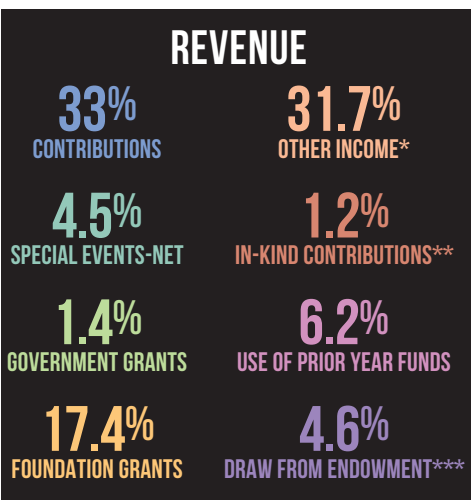 REVENUE
33%
CONTRIBUTIONS
31.7%
OTHER INCOME*
4.5%
SPECIAL EVENTS-NET
1.2%
IN-KIND CONTRIBUTIONS**
1.4%
GOVERNMENT GRANTS
6.2%
USE OF PRIOR YEAR FUNDS
17.4%
FOUNDATION GRANTS
4.6%
DRAW FROM ENDOWMENT***